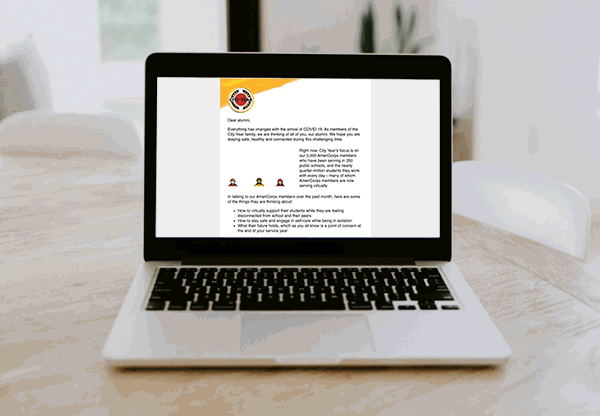 Dear alumni,
Everything has changed with the arrival of COVID-19. As members of the
City Year family, we are thinking of all of you, our alumni. We hope you are
staying safe, healthy and connected during this challenging time.
Right now, City Year's focus is on
our 3,000 AmeriCorps members
who have been serving in 350
public schools, and the nearly
quarter-million students they work
with every day – many of whom
AmeriCorps members are now
serving virtually.
In talking to our AmeriCorps members over the past month, here are some
of the things they are thinking about:
• How to virtually support their students while they are feeling
disconnected from school and their peers
• How to stay safe and engage in self-care while being in isolation
• What their future holds, which as you all know is a point of concern at
the end of your service year